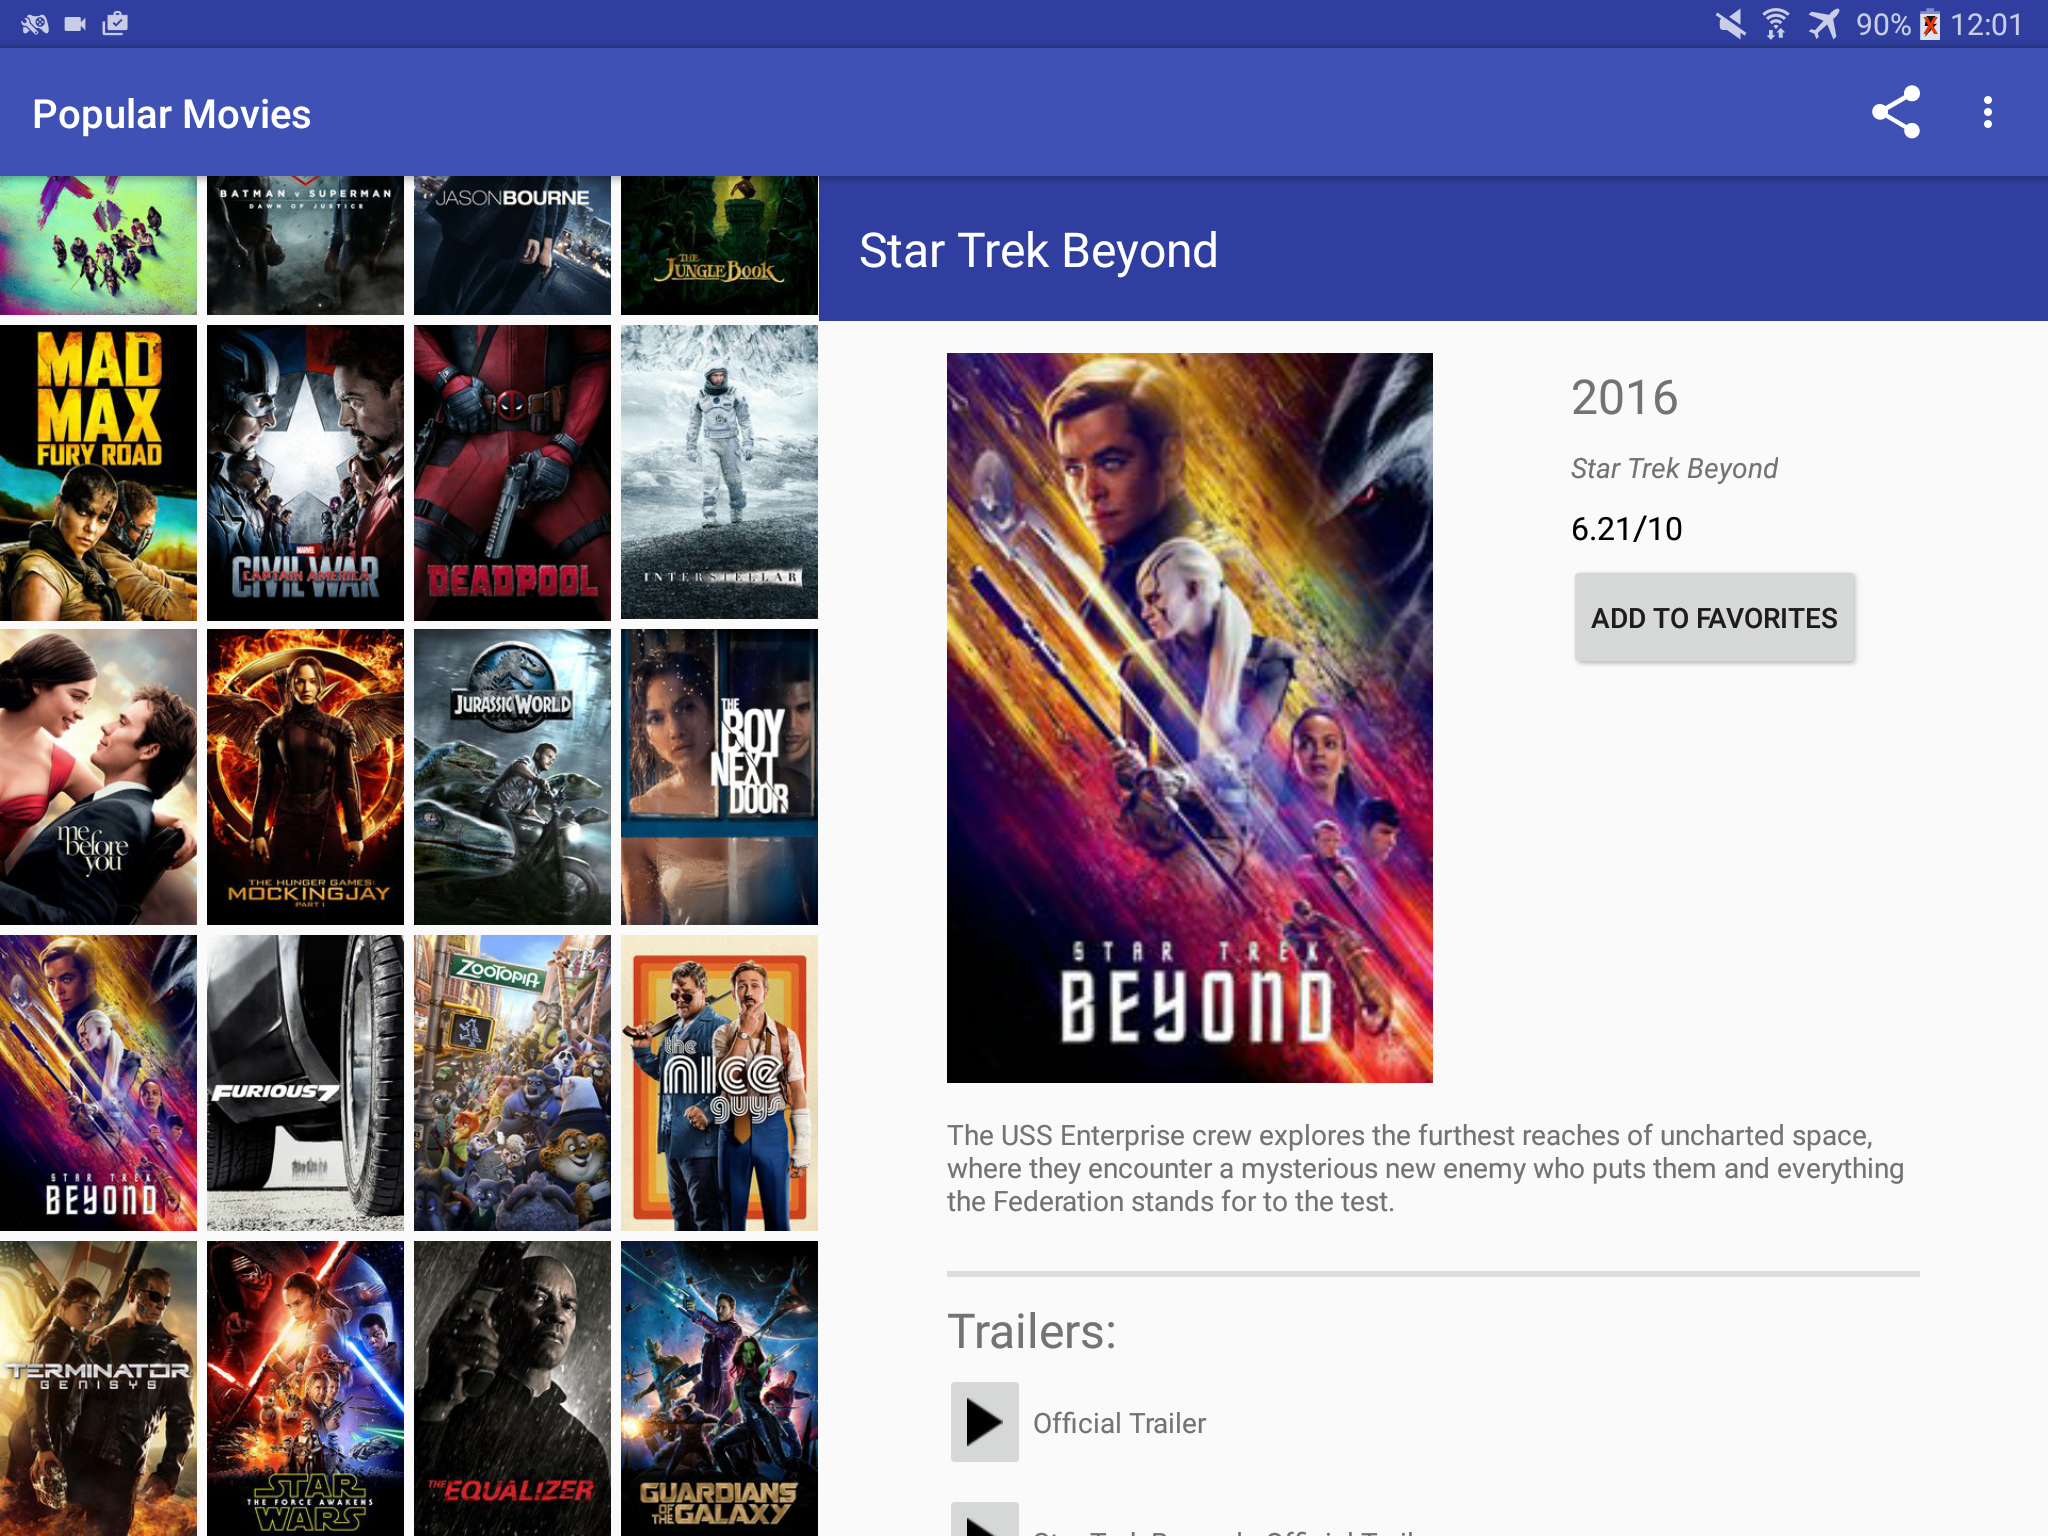 90% 12:01
Popular Movies
BATMAN v SUPERMAN
DAWN OF JUSTICE
JASON BOURNE
THE
JUNGLE BOOK
Star Trek Beyond
MAD
MAX
FURY ROAD
MARVEL
CIVIL WAR
CAPTAIN AMERICA
DEADPOOL
INTERSTELLAR
2016
Star Trek Beyond
6.21/10
ADD TO FAVORITES
me
before
you
THE HUNGER GAMES:
MOCKINGJAY
PART 1
JURASSIC WORLD
THE
BOY
NEXT
DOOR
STAR TREK
BEYOND
STAR TREK
BEYOND
FURIOUS 7
ZOOTOPIA
the
nice
guys
The USS Enterprise crew explores the furthest reaches of uncharted space,
where they encounter a mysterious new enemy who puts them and everything
the Federation stands for to the test.
TERMINATOR
GENISYS
STAR
THE FORCE AWAKENS
WARS
THE EQUALIZER
GUARDIANS
OF THE GALAXY
Trailers:
Official Trailer